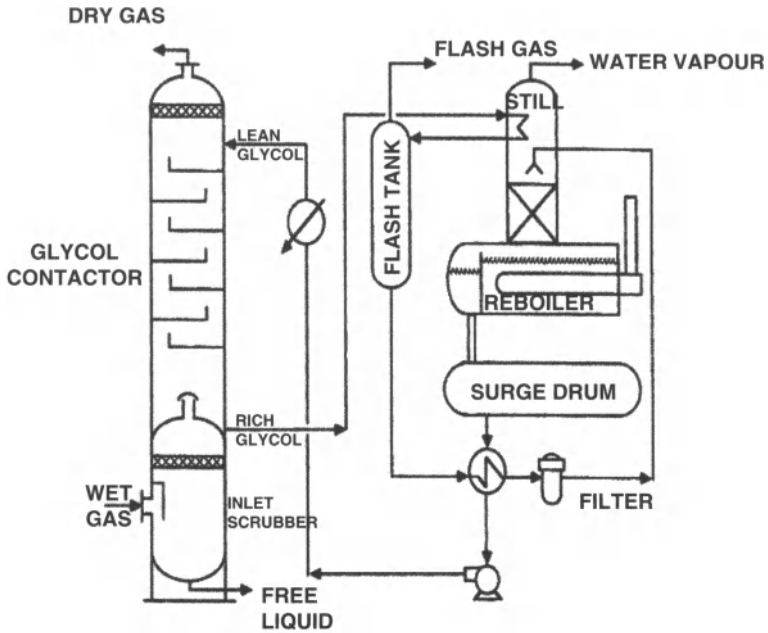 DRY GAS
FLASH GAS
WATER VAPOUR
STILL
LEAN
GLYCOL
FLASH TANK
GLYCOL
CONTACTOR
REBOILER
SURGE DRUM
RICH
GLYCOL
WET
GAS
INLET
SCRUBBER
FILTER
FREE
LIQUID